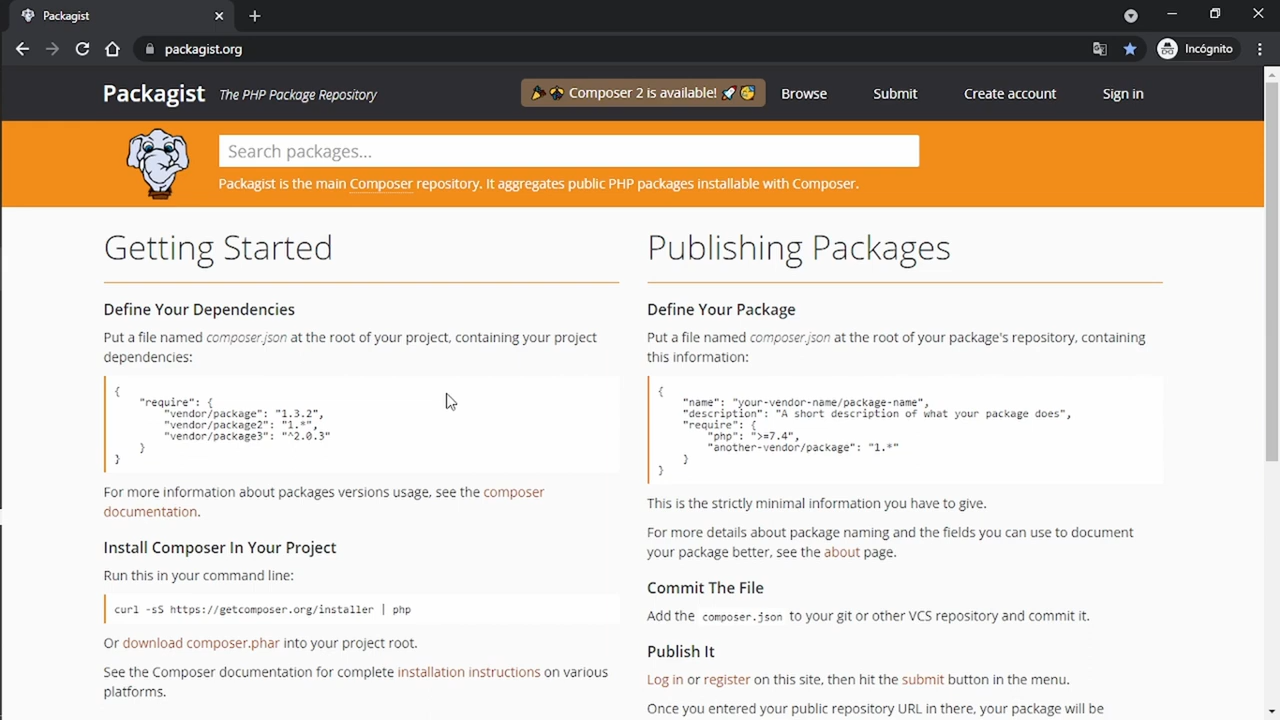 Packagist
packagist.org
Incógnito
Packagist The PHP Package Repository
Composer 2 is available!
Browse
Submit
Create account
Sign in
Search packages...
Packagist is the main Composer repository. It aggregates public PHP packages installable with Composer.
Getting Started
Define Your Dependencies
Put a file named composer.json at the root of your project, containing your project
dependencies:
{
"require": {
"vendor/package": "1.3.2",
"vendor/package2": "1.*",
"vendor/package3": "^2.0.3"
}
}
For more information about packages versions usage, see the composer
documentation.
Install Composer In Your Project
Run this in your command line:
curl -sS https://getcomposer.org/installer | php
Or download composer.phar into your project root.
See the Composer documentation for complete installation instructions on various
platforms.
Publishing Packages
Define Your Package
Put a file named composer.json at the root of your package's repository, containing
this information:
{
"name": "your-vendor-name/package-name",
"description": "A short description of what your package does",
"require": {
"php": ">=7.4",
"another-vendor/package": "1.*"
}
}
This is the strictly minimal information you have to give.
For more details about package naming and the fields you can use to document
your package better, see the about page.
Commit The File
Add the composer.json to your git or other VCS repository and commit it.
Publish It
Log in or register on this site, then hit the submit button in the menu.
Once you entered your public repository URL in there, your package will be